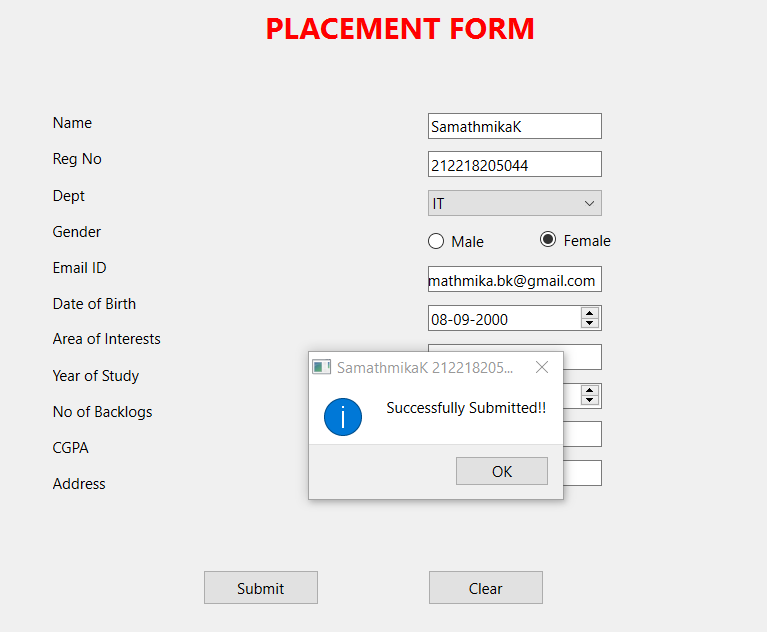 PLACEMENT FORM
Name SamathmikaK
Reg No 212218205044
Dept IT
Gender Male Female
Email ID mathmika.bk@gmail.com
Date of Birth 08-09-2000
Area of Interests
SamathmikaK 212218205...
Year of Study
No of Backlogs Successfully Submitted!!
CGPA
Address OK
Submit Clear